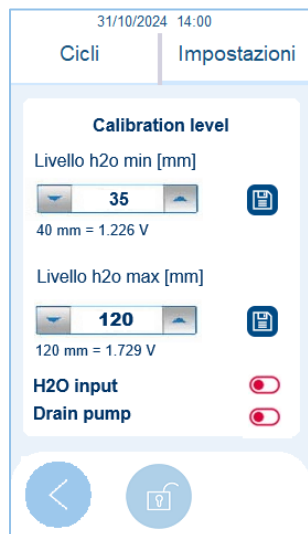 31/10/2024 14:00
Cicli Impostazioni
Calibration level
Livello h2o min [mm]
35
40 mm = 1.226 V
Livello h2o max [mm]
120
120 mm = 1.729 V
H2O input
Drain pump